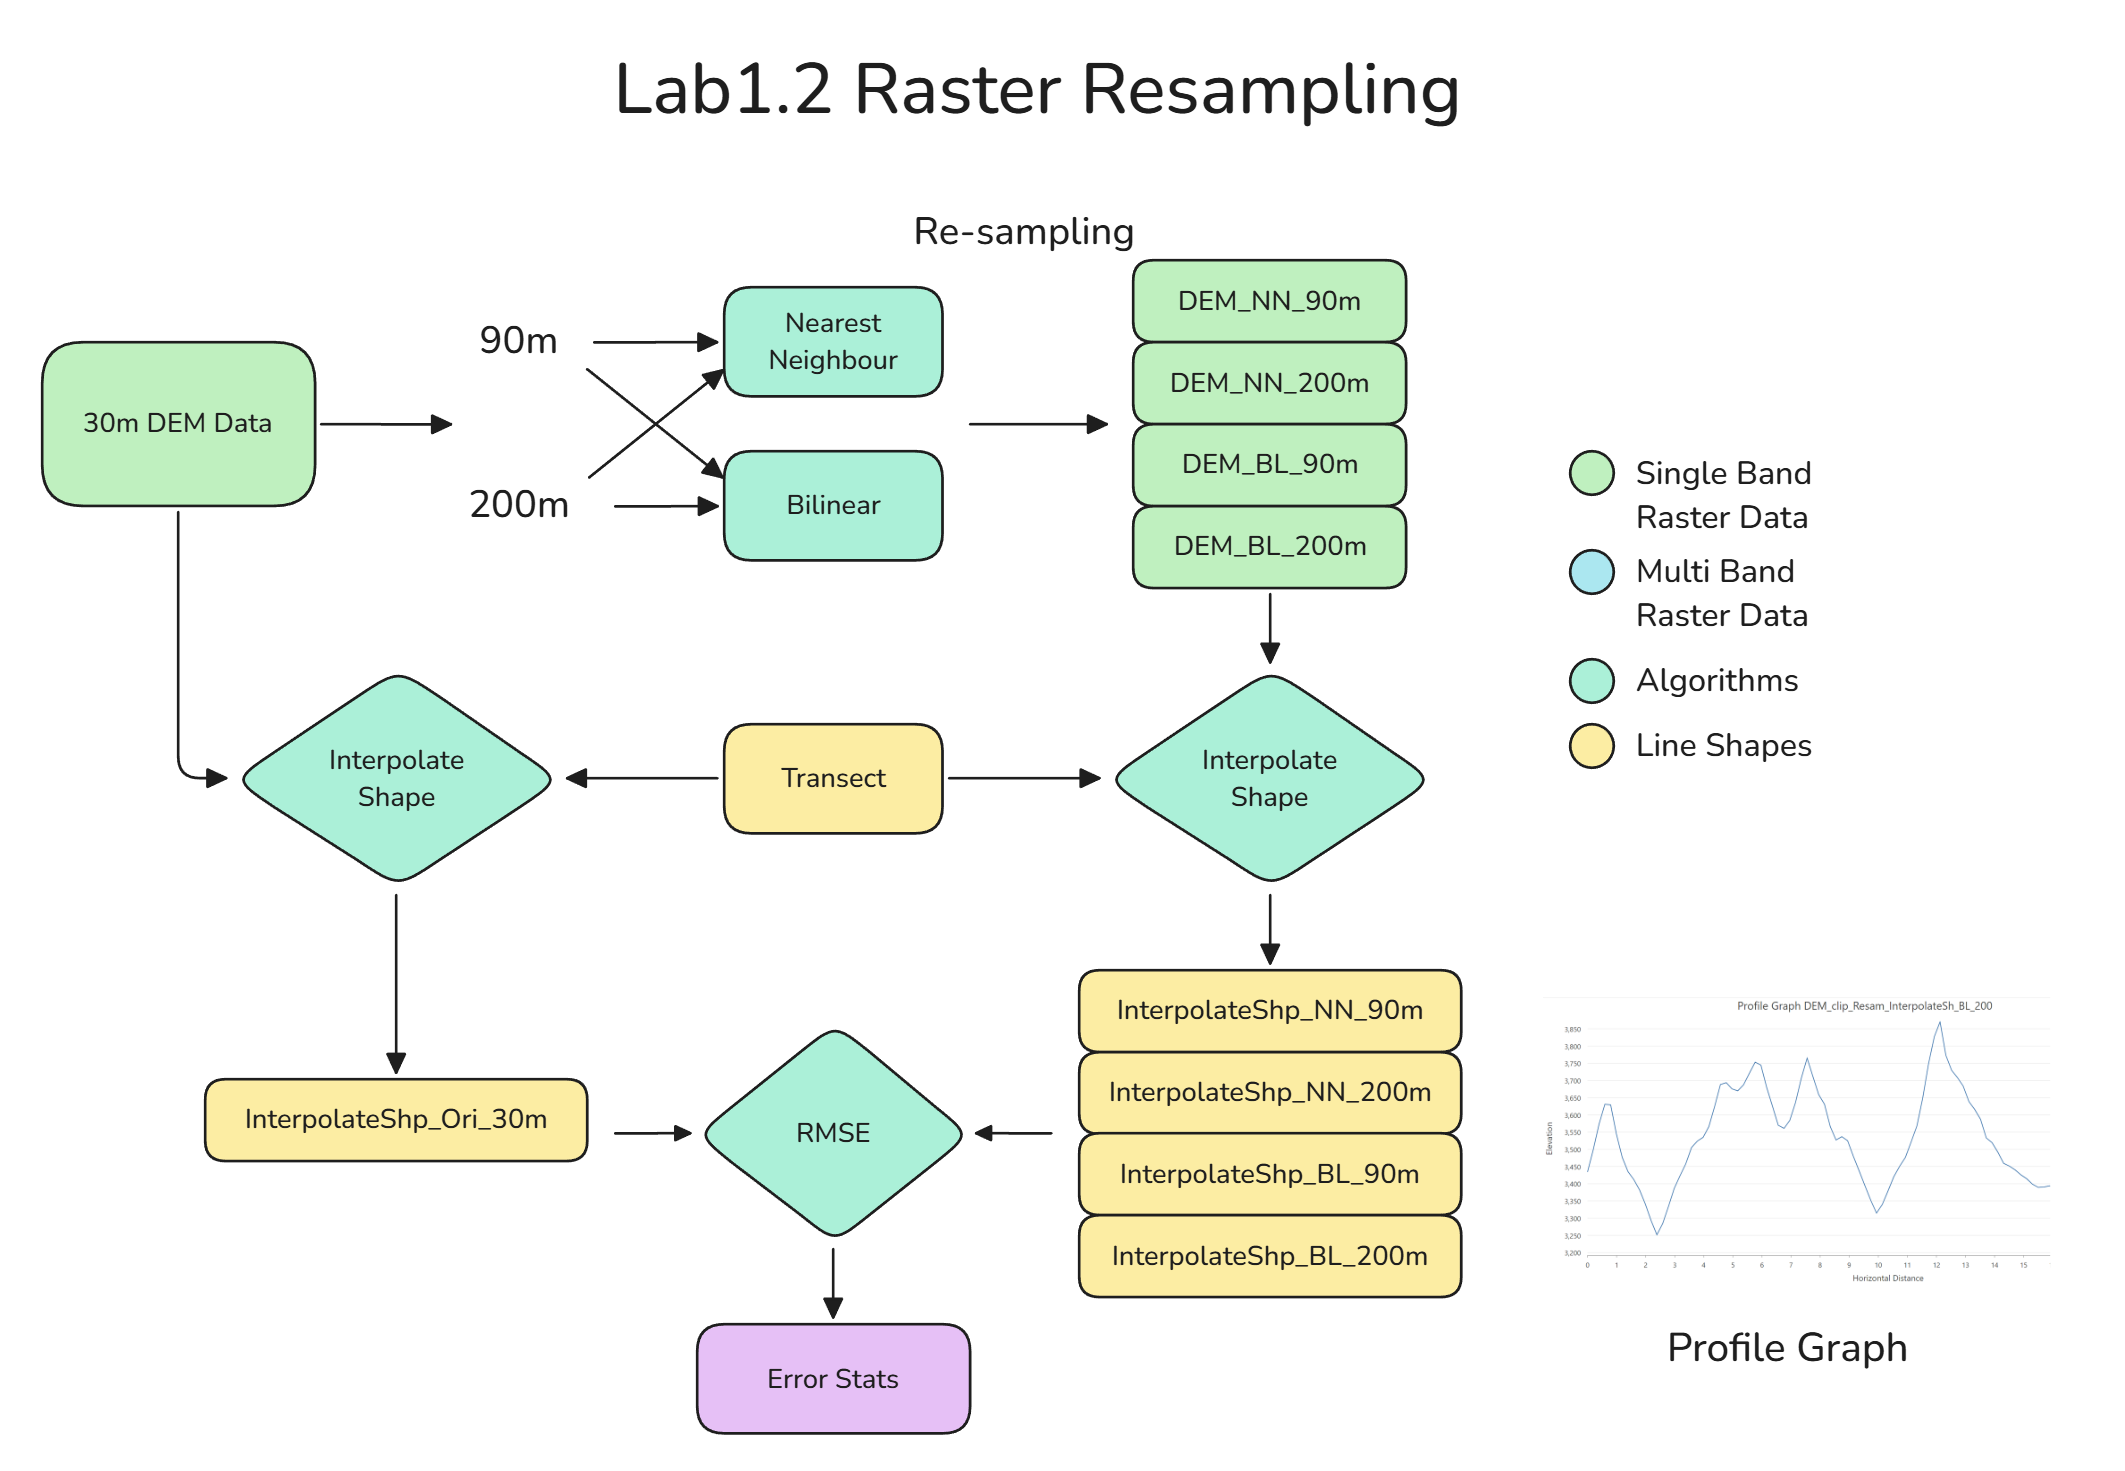 Lab1.2 Raster Resampling
Re-sampling
30m DEM Data
90m
200m
Nearest
Neighbour
Bilinear
DEM_NN_90m
DEM_NN_200m
DEM_BL_90m
DEM_BL_200m
Single Band
Raster Data
Multi Band
Raster Data
Algorithms
Line Shapes
Interpolate
Shape
Transect
Interpolate
Shape
InterpolateShp_Ori_30m
RMSE
InterpolateShp_NN_90m
InterpolateShp_NN_200m
InterpolateShp_BL_90m
InterpolateShp_BL_200m
Error Stats
Profile Graph DEM_clip_Resam_InterpolateSh_BL_200
Elevation
3,850
3,800
3,750
3,700
3,650
3,600
3,550
3,500
3,450
3,400
3,350
3,300
3,250
3,200
0 1 2 3 4 5 6 7 8 9 10 11 12 13 14 15
Horizontal Distance
Profile Graph